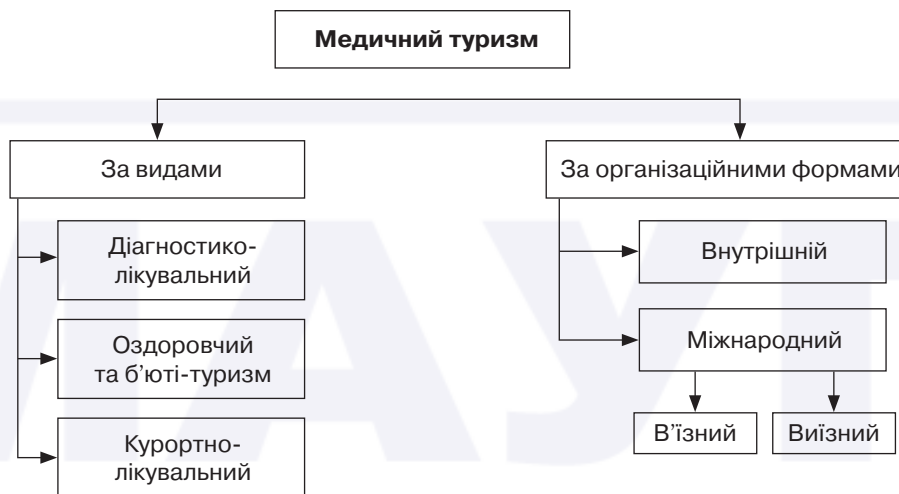 Медичний туризм
За видами
Діагностико-
лікувальний
Оздоровчий
та б’юті-туризм
Курортно-
лікувальний
За організаційними формами
Внутрішній
Міжнародний
В’їзний
Виїзний
МАУП